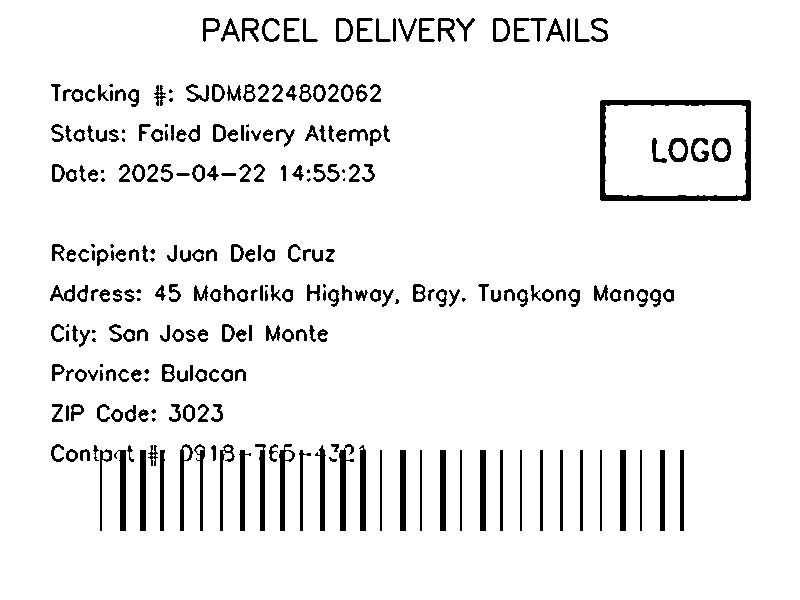 PARCEL DELIVERY DETAILS
Tracking #: SJDM8224802062
Status: Failed Delivery Attempt
Date: 2025-04-22 14:55:23
LOGO
Recipient: Juan Dela Cruz
Address: 45 Maharlika Highway, Brgy. Tungkong Mangga
City: San Jose Del Monte
Province: Bulacan
ZIP Code: 3023
Contact #: 0918-765-4321